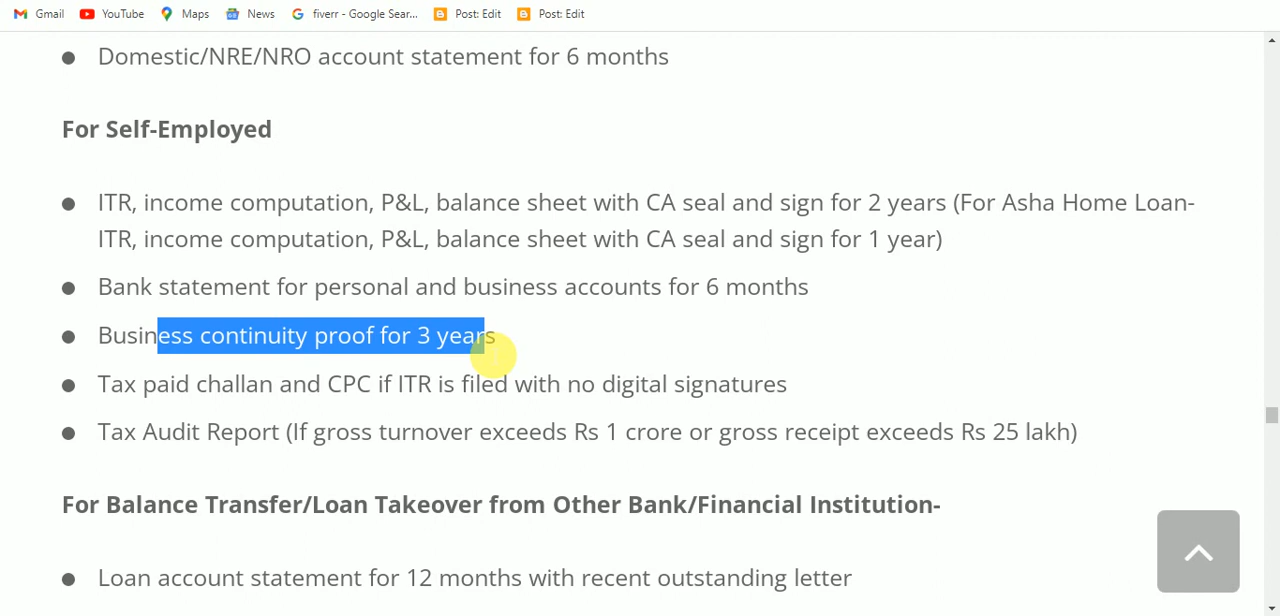 Gmail YouTube Maps News fiverr - Google Sear... Post: Edit Post: Edit
Domestic/NRE/NRO account statement for 6 months
For Self-Employed
ITR, income computation, P&L, balance sheet with CA seal and sign for 2 years (For Asha Home Loan-
ITR, income computation, P&L, balance sheet with CA seal and sign for 1 year)
Bank statement for personal and business accounts for 6 months
Business continuity proof for 3 years
Tax paid challan and CPC if ITR is filed with no digital signatures
Tax Audit Report (If gross turnover exceeds Rs 1 crore or gross receipt exceeds Rs 25 lakh)
For Balance Transfer/Loan Takeover from Other Bank/Financial Institution-
Loan account statement for 12 months with recent outstanding letter